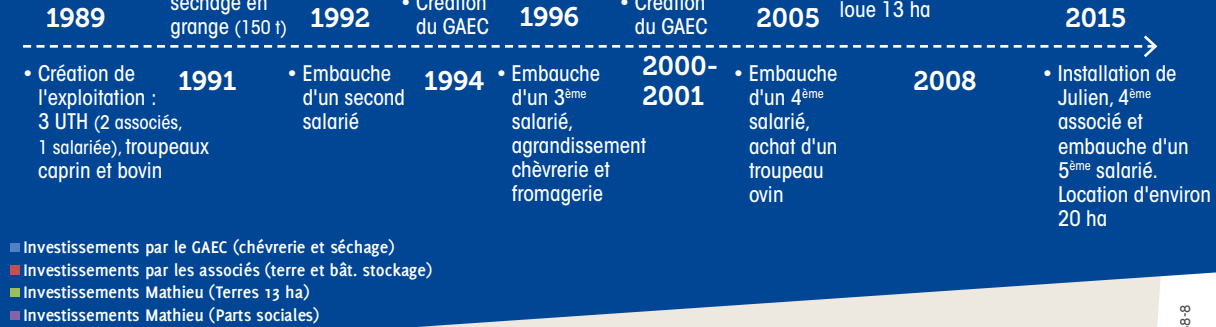 séchage en
grange (150 t)
• Création
du GAEC
• Création
du GAEC
loue 13 ha
1989
1992
1996
2005
2015
1991
1994
2000-
2001
2008
• Création de
l'exploitation :
3 UTH (2 associés,
1 salariée), troupeaux
caprin et bovin
• Embauche
d'un second
salarié
• Embauche
d'un 3ème
salarié,
agrandissement
chèvrerie et
fromagerie
• Embauche
d'un 4ème
salarié,
achat d'un
troupeau
ovin
• Installation de
Julien, 4ème
associé et
embauche d'un
5ème salarié.
Location d'environ
20 ha
Investissements par le GAEC (chévrerie et séchage)
Investissements par les associés (terre et bât. stockage)
Investissements Mathieu (Terres 13 ha)
Investissements Mathieu (Parts sociales)
8-8